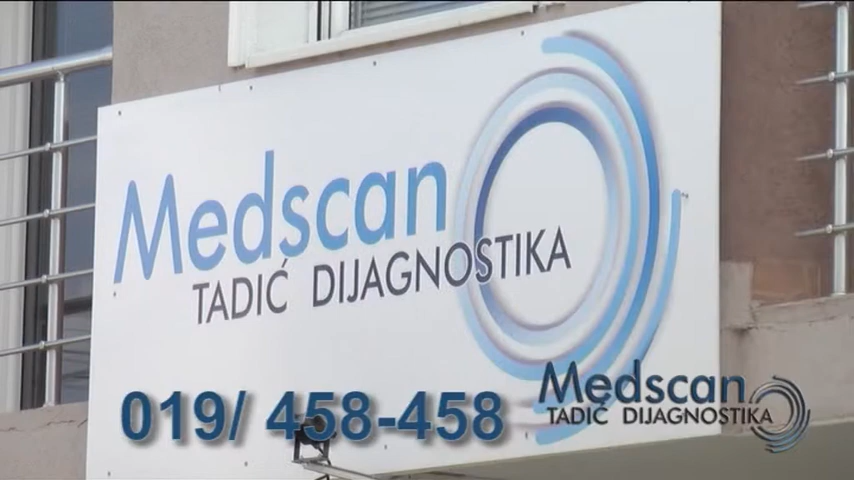 Medscan
TADIĆ DIJAGNOSTIKA
019/ 458-458
Medscan
TADIĆ DIJAGNOSTIKA